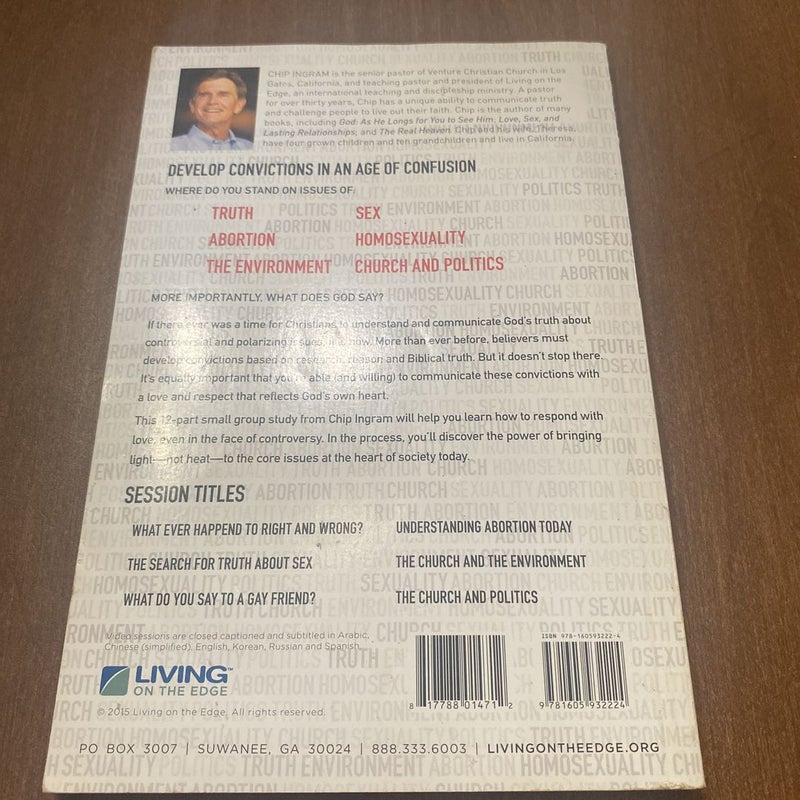 CHIP INGRAM is the senior pastor of Venture Christian Church in Los
Gates, California, and teaching pastor and president of Living on the
Edge, an international teaching and discipleship ministry. A pastor
for over thirty years, Chip has a unique ability to communicate truth
and challenge people to live out their faith. Chip is the author of many
books, including God: As He Longs for You to See Him, Love, Sex, and
Lasting Relationships, and The Real Heaven. Chip and his wife, Theresa,
have four grown children and ten grandchildren and live in California.
DEVELOP CONVICTIONS IN AN AGE OF CONFUSION
WHERE DO YOU STAND ON ISSUES OF:
TRUTH SEX
ABORTION HOMOSEXUALITY
THE ENVIRONMENT CHURCH AND POLITICS
MORE IMPORTANTLY, WHAT DOES GOD SAY?
If there ever was a time for Christians to understand and communicate God's truth about
controversial and polarizing issues, it is now. More than ever before, believers must
develop convictions based on research, reason and Biblical truth. But it doesn't stop there.
It's equally important that you're able (and willing) to communicate these convictions with
a love and respect that reflects God's own heart.
This 12-part small group study from Chip Ingram will help you learn how to respond with
love, even in the face of controversy. In the process, you'll discover the power of bringing
light—not heat—to the core issues at the heart of society today.
SESSION TITLES
WHAT EVER HAPPEND TO RIGHT AND WRONG? UNDERSTANDING ABORTION TODAY
THE SEARCH FOR TRUTH ABOUT SEX THE CHURCH AND THE ENVIRONMENT
WHAT DO YOU SAY TO A GAY FRIEND? THE CHURCH AND POLITICS
Video sessions are closed captioned and subtitled in Arabic,
Chinese (simplified), English, Korean, Russian and Spanish.
LIVING™
ON THE EDGE
© 2015 Living on the Edge. All rights reserved.
8 17788 01471 2
ISBN 978-160593222-4
9 781605 932224
PO BOX 3007 | SUWANEE, GA 30024 | 888.333.6003 | LIVINGONTHEEDGE.ORG